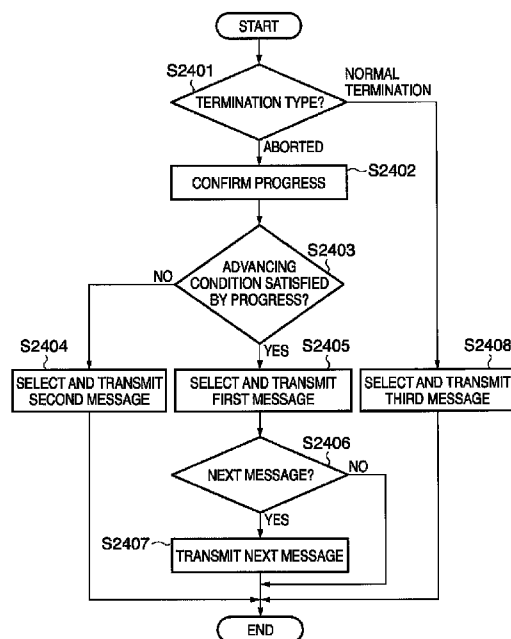 START
S2401
TERMINATION TYPE?
NORMAL
TERMINATION
ABORTED
S2402
CONFIRM PROGRESS
S2403
ADVANCING
CONDITION SATISFIED
BY PROGRESS?
NO
YES
S2404
SELECT AND TRANSMIT
SECOND MESSAGE
S2405
SELECT AND TRANSMIT
FIRST MESSAGE
S2408
SELECT AND TRANSMIT
THIRD MESSAGE
S2406
NEXT MESSAGE?
NO
YES
S2407
TRANSMIT NEXT MESSAGE
END